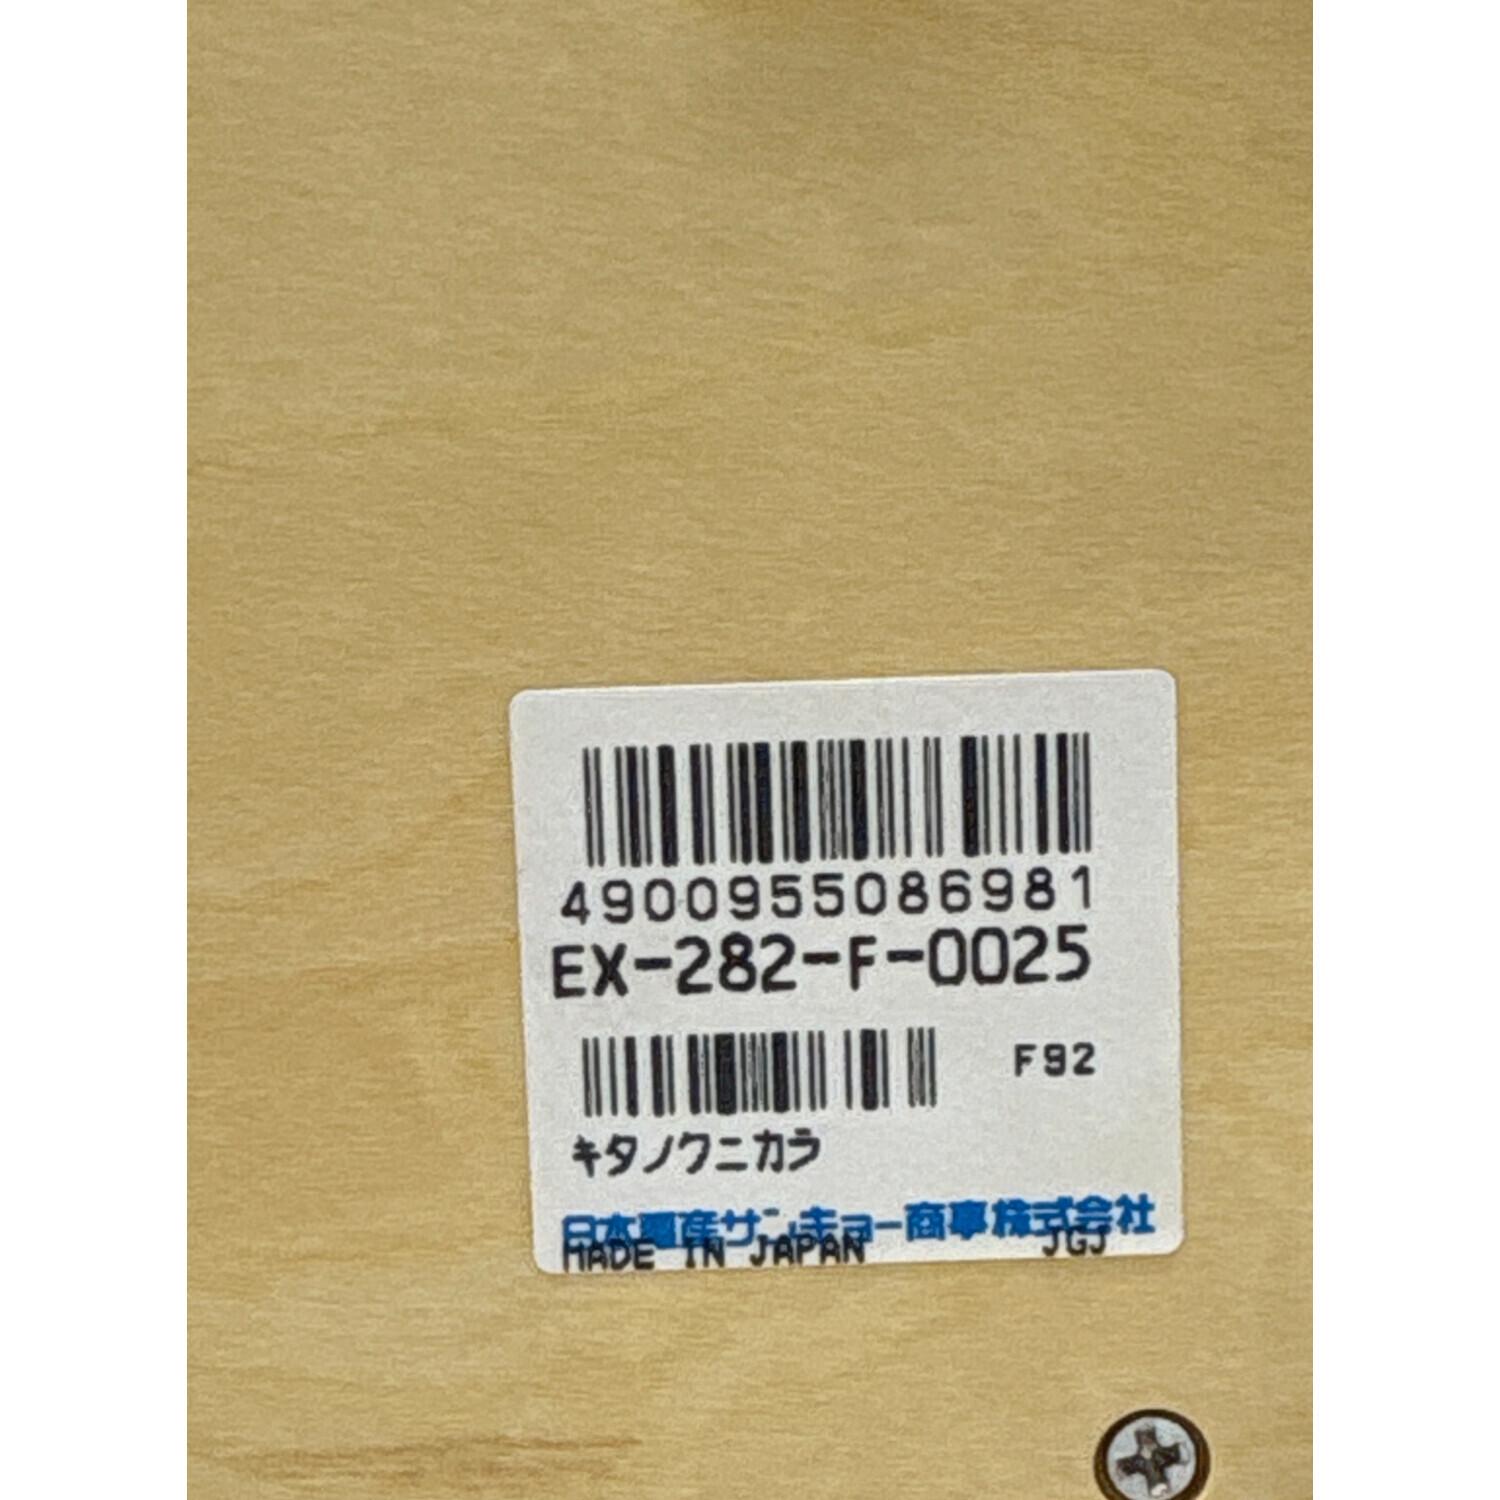 4900955086981
EX-282-F-0025
F92
キタノクニカラ
日本電産サンキョー商事株式会社
MADE IN JAPAN JGJ